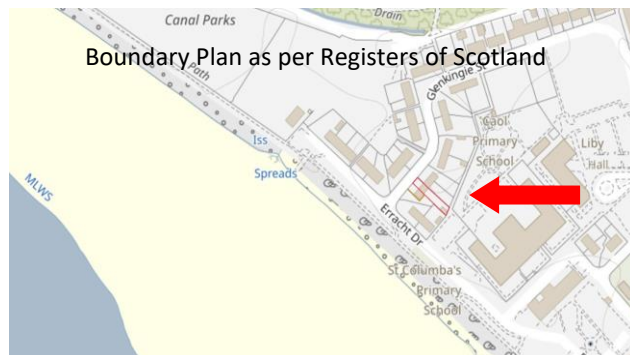 Canal Parks
Drain
Boundary Plan as per Registers of Scotland
Path
Glenkingie St
Caol
Primary
School
Liby
Hall
Iss
Spreads
MLWS
Erracht Dr
St Columba's
Primary
School